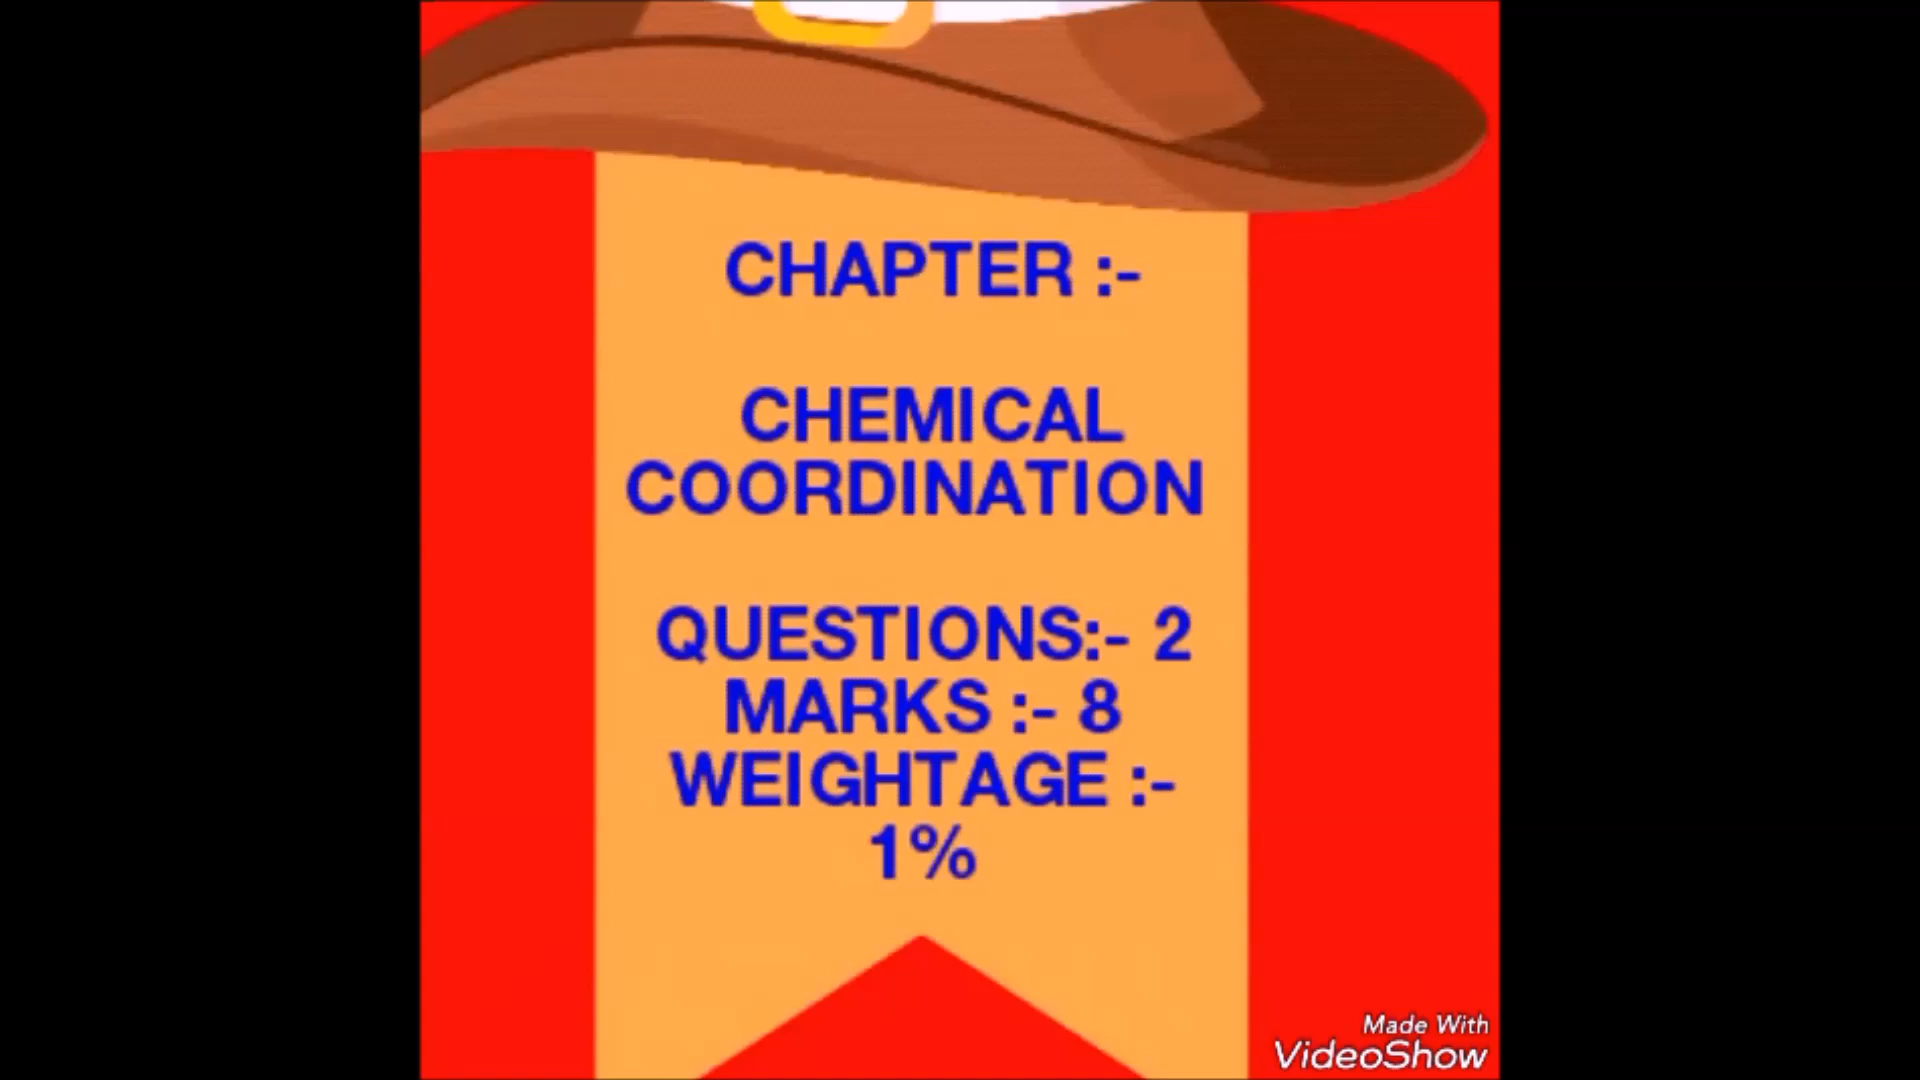 CHAPTER :-
CHEMICAL
COORDINATION
QUESTIONS:- 2
MARKS :- 8
WEIGHTAGE :-
1%
Made With
VideoShow